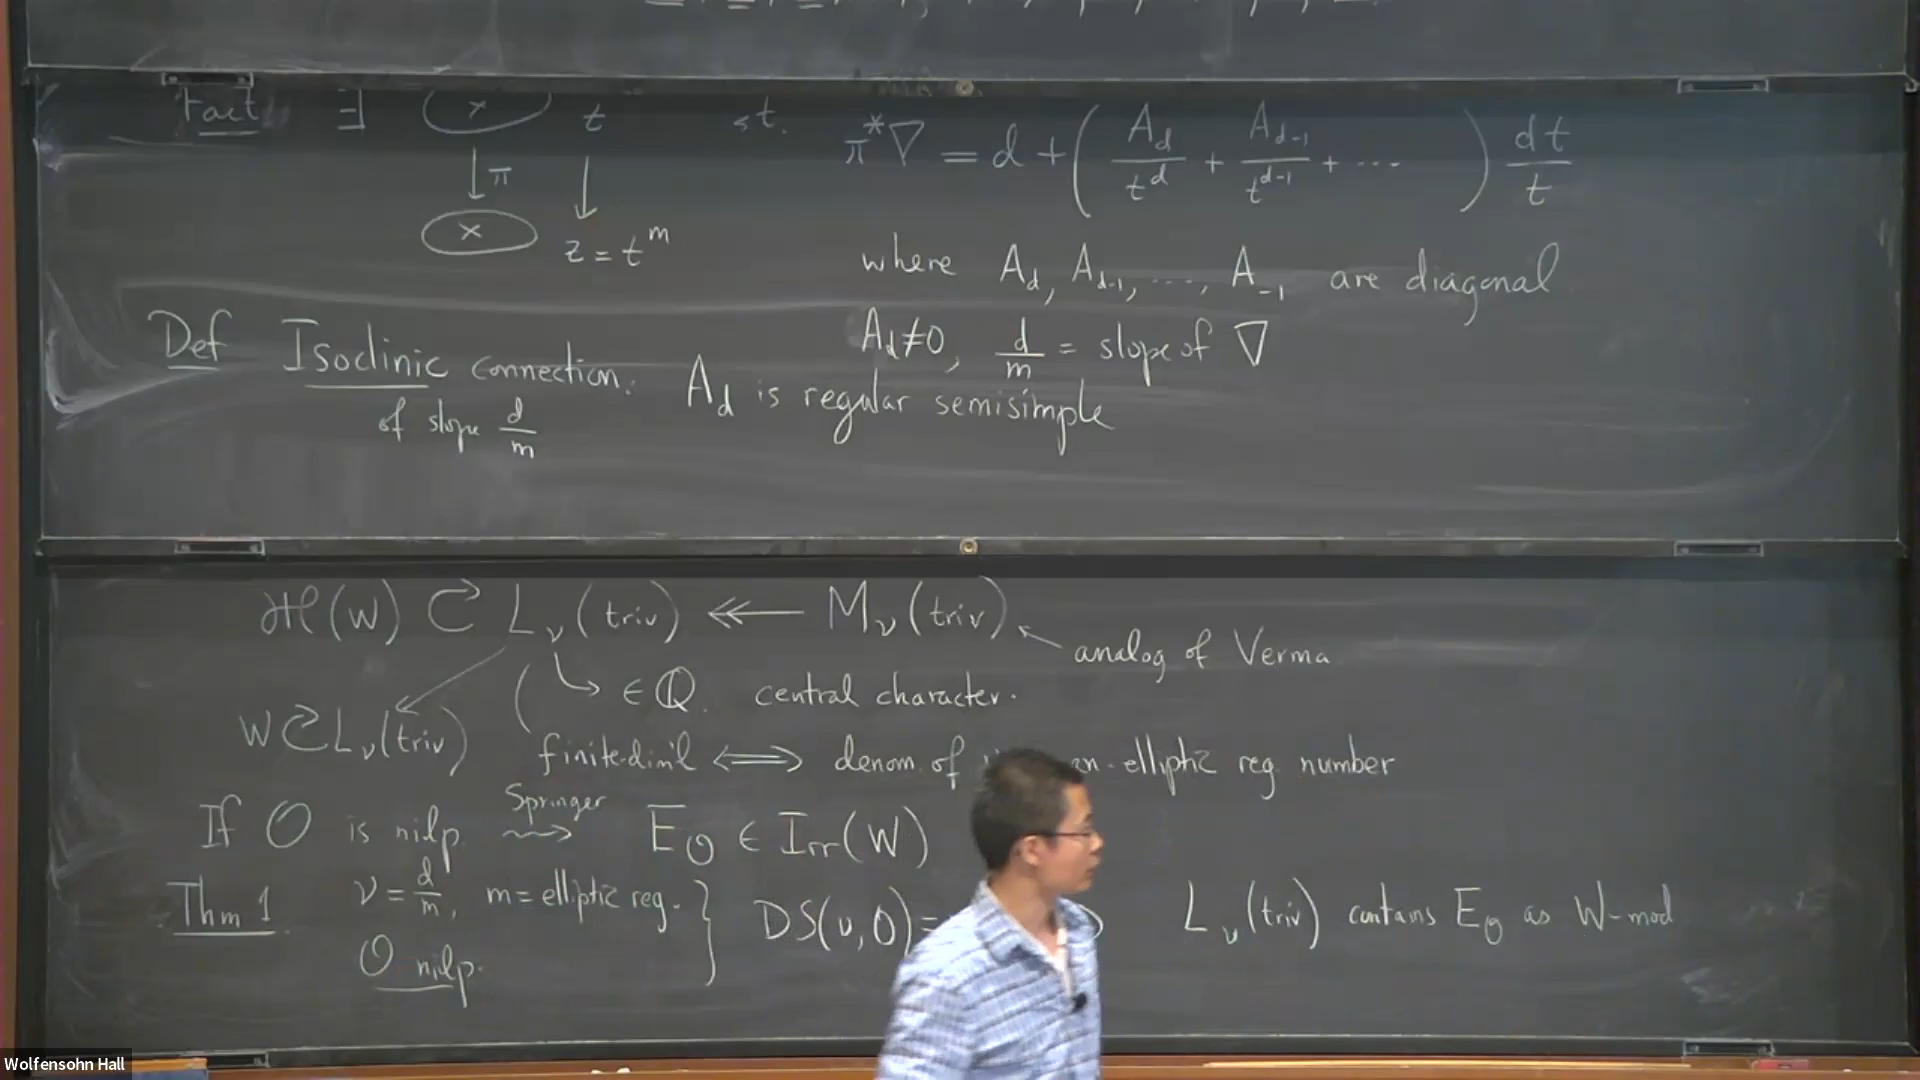 Fact ∃ × t s.t. π*∇ = d + ( A_d/t^d + A_{d-1}/t^{d-1} + ···· ) dt/t
↓π ↓
× z = t^m
where A_d, A_{d-1}, ...., A_{-1} are diagonal
A_d ≠ 0, d/m = slope of ∇
Def Isoclinic connection: A_d is regular semisimple
of slope d/m
ℋ(W) ⊂ L_ν(triv) ↞ M_ν(triv)
analog of Verma
∈ ℚ. central character.
W ⊂ L_ν(triv)
finite-dim'l ⟺ denom. of elliptic reg. number
If O is nilp. Springer ⇝ E_O ∈ Irr(W)
Thm 1 ν = d/m, m = elliptic reg. } DS(ν, O) = L_ν(triv) contains E_O as W-mod
O nilp.
Wolfensohn Hall